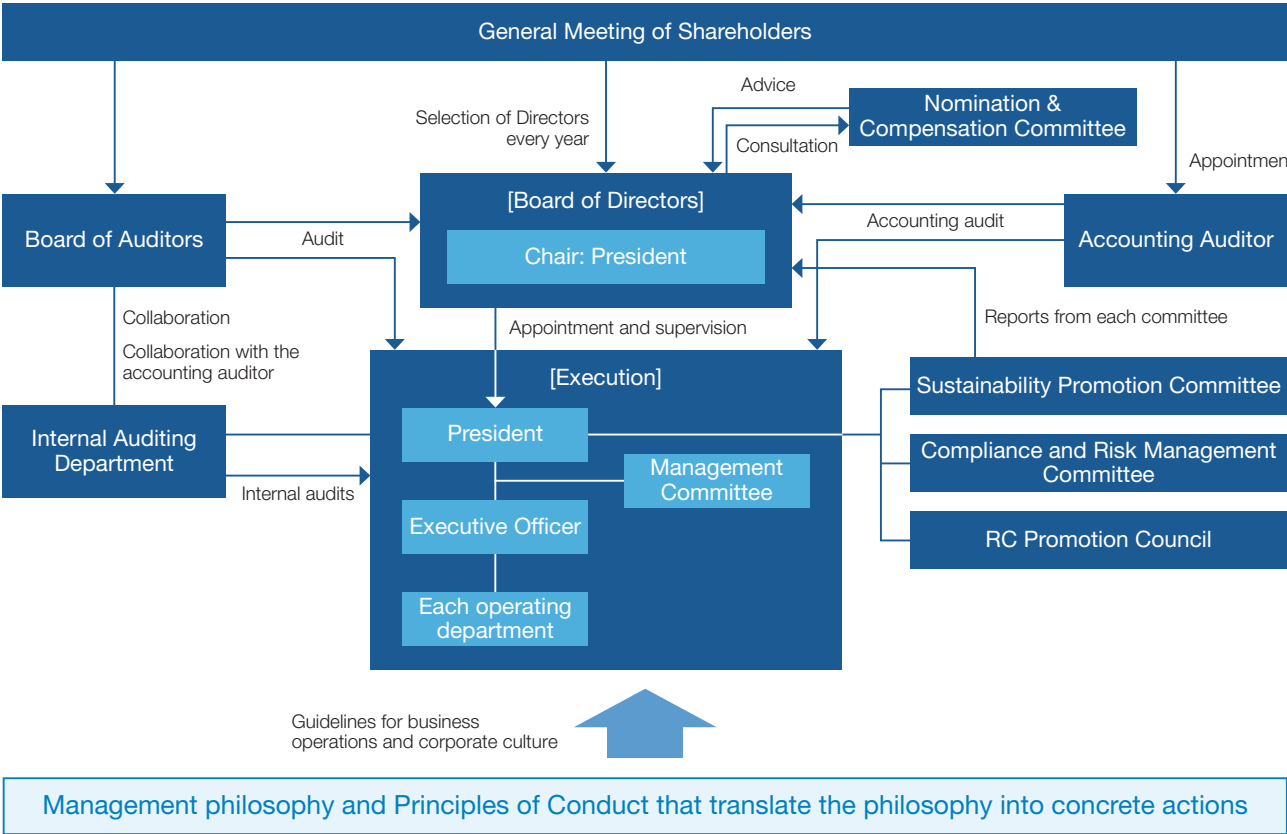 General Meeting of Shareholders
Advice
Nomination &
Compensation Committee
Selection of Directors
every year
Consultation
Appointmen
[Board of Directors]
Board of Auditors
Audit
Chair: President
Accounting audit
Accounting Auditor
Collaboration
Collaboration with the
accounting auditor
Appointment and supervision
Reports from each committee
[Execution]
Sustainability Promotion Committee
Internal Auditing
Department
President
Compliance and Risk Management
Committee
Management
Committee
Internal audits
Executive Officer
RC Promotion Council
Each operating
department
Guidelines for business
operations and corporate culture
Management philosophy and Principles of Conduct that translate the philosophy into concrete actions